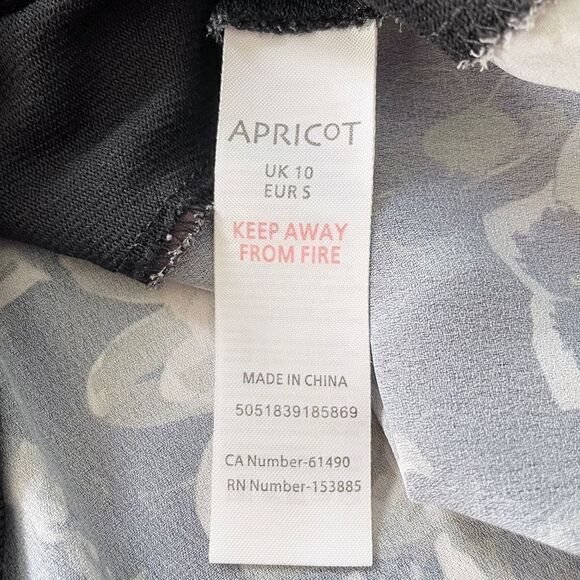 APRICOT
UK 10
EUR S
KEEP AWAY
FROM FIRE
MADE IN CHINA
5051839185869
CA Number-61490
RN Number-153885